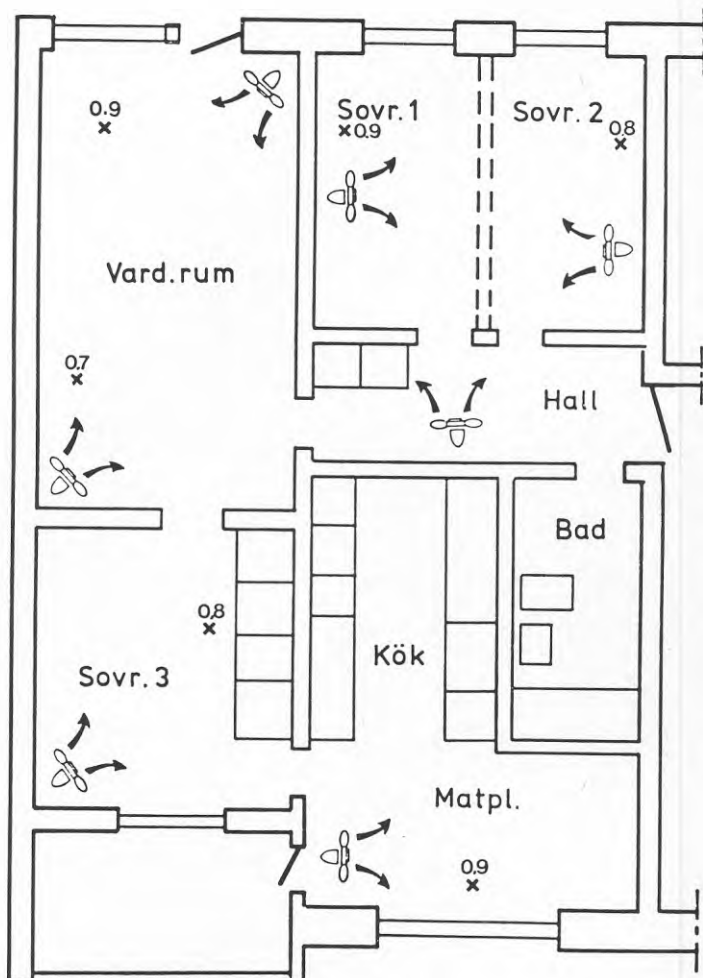 0.9
Sovr. 1
0.9
Sovr. 2
0.8
Vard.rum
0.7
Hall
Bad
0.8
Kök
Sovr. 3
Matpl.
0.9